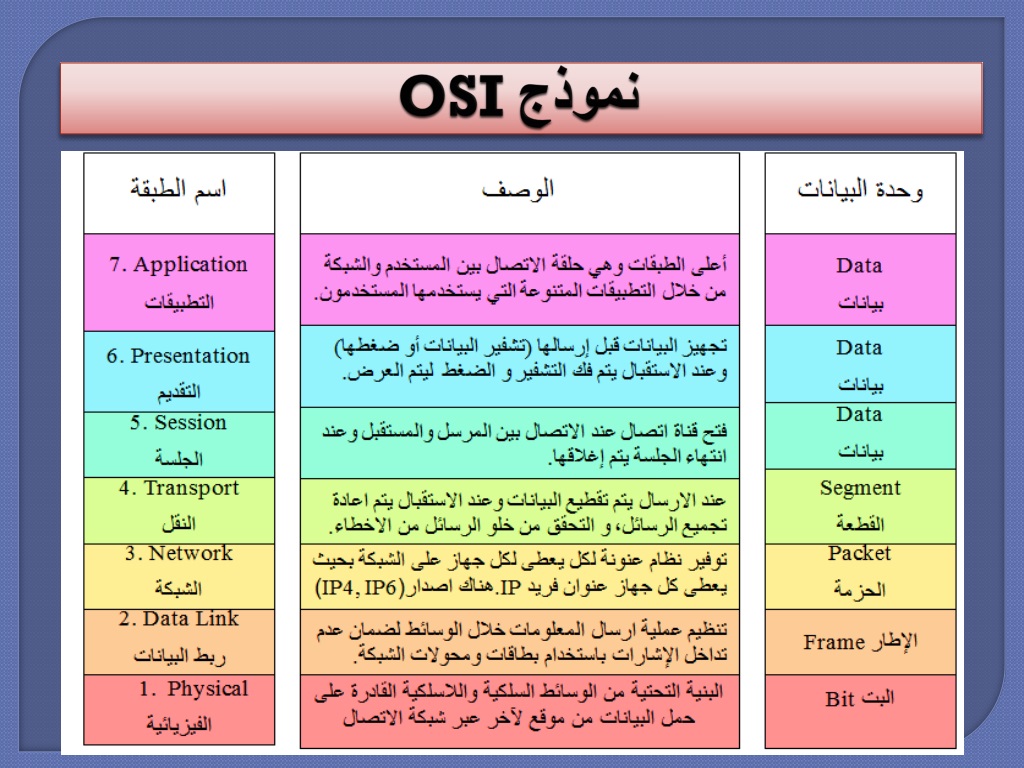 نموذج OSI
وحدة البيانات
الوصف
اسم الطبقة
Data
بيانات
أعلى الطبقات وهي حلقة الاتصال بين المستخدم والشبكة
من خلال التطبيقات المتنوعة التي يستخدمها المستخدمون.
7. Application
التطبيقات
Data
بيانات
تجهيز البيانات قبل إرسالها (تشفير البيانات أو ضغطها)
وعند الاستقبال يتم فك التشفير و الضغط ليتم العرض.
6. Presentation
التقديم
Data
بيانات
فتح قناة اتصال عند الاتصال بين المرسل والمستقبل وعند
انتهاء الجلسة يتم إغلاقها.
5. Session
الجلسة
Segment
القطعة
عند الارسال يتم تقطيع البيانات وعند الاستقبال يتم اعادة
تجميع الرسائل، و التحقق من خلو الرسائل من الاخطاء.
4. Transport
النقل
Packet
الحزمة
توفير نظام عنونة لكل يعطى لكل جهاز على الشبكة بحيث
يعطى كل جهاز عنوان فريد IP.هناك اصدار(IP4, IP6)
3. Network
الشبكة
الإطار Frame
تنظيم عملية ارسال المعلومات خلال الوسائط لضمان عدم
تداخل الإشارات باستخدام بطاقات ومحولات الشبكة.
2. Data Link
ربط البيانات
البت Bit
البنية التحتية من الوسائط السلكية واللاسلكية القادرة على
حمل البيانات من موقع لآخر عبر شبكة الاتصال
1. Physical
الفيزيائية